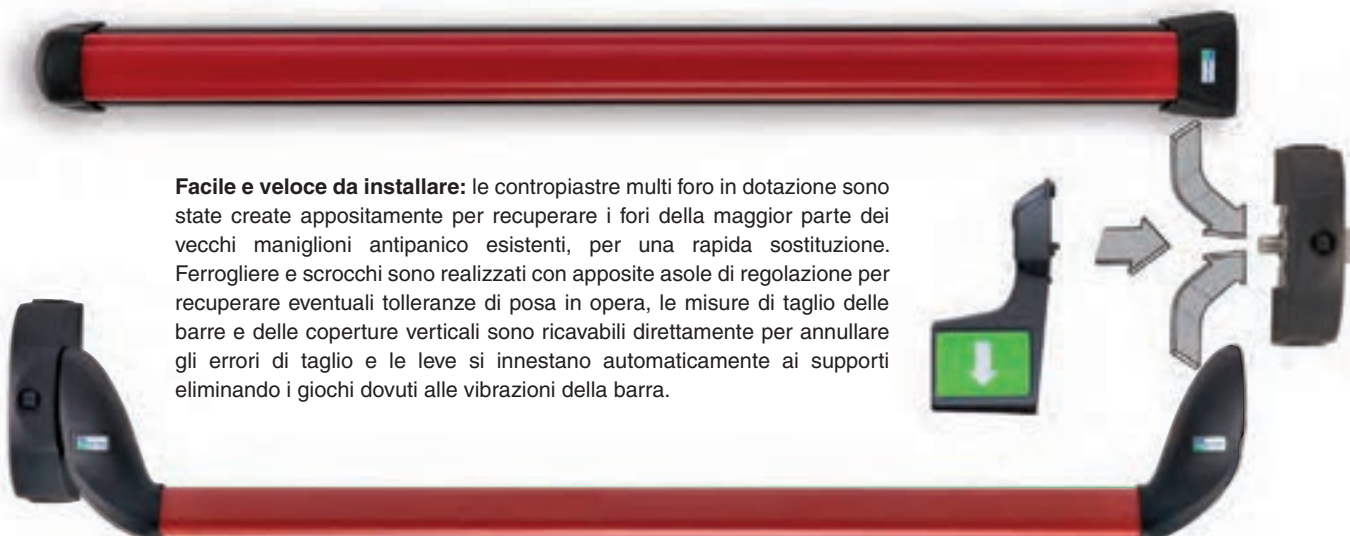 Facile e veloce da installare: le contropiastre multi foro in dotazione sono
state create appositamente per recuperare i fori della maggior parte dei
vecchi maniglioni antipanico esistenti, per una rapida sostituzione.
Ferrogliere e scrocchi sono realizzati con apposite asole di regolazione per
recuperare eventuali tolleranze di posa in opera, le misure di taglio delle
barre e delle coperture verticali sono ricavabili direttamente per annullare
gli errori di taglio e le leve si innestano automaticamente ai supporti
eliminando i giochi dovuti alle vibrazioni della barra.